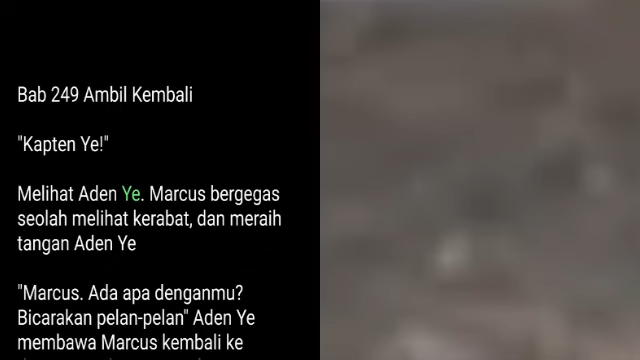 Bab 249 Ambil Kembali
"Kapten Ye!"
Melihat Aden Ye. Marcus bergegas
seolah melihat kerabat, dan meraih
tangan Aden Ye
"Marcus. Ada apa denganmu?
Bicarakan pelan-pelan" Aden Ye
membawa Marcus kembali ke